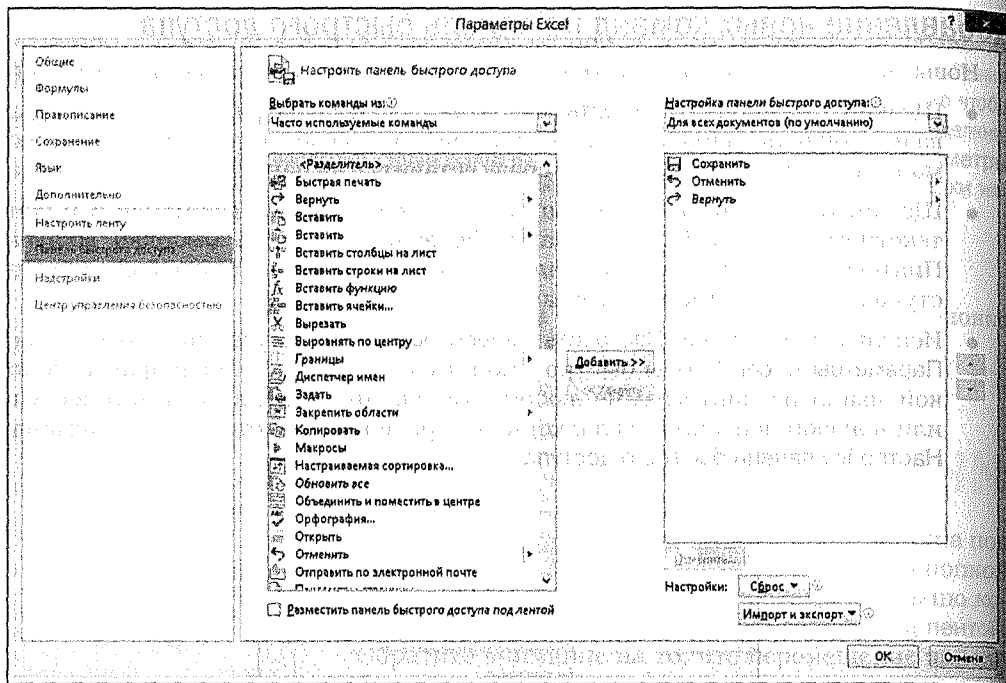 Параметры Excel
?
Общие
Формулы
Правописание
Сохранение
Язык
Дополнительно
Настроить ленту
Панель быстрого доступа
Надстройки
Центр управления безопасностью
Настроить панель быстрого доступа
Выбрать команды из:
Часто используемые команды
<Разделитель>
Быстрая печать
Вернуть
Вставить
Вставить
Вставить столбцы на лист
Вставить строки на лист
Вставить функцию
Вставить ячейки...
Вырезать
Выровнять по центру
Границы
Диспетчер имен
Задать
Закрепить области
Копировать
Макросы
Настраиваемая сортировка...
Обновить все
Объединить и поместить в центре
Орфография...
Открыть
Отменить
Отправить по электронной почте
Разместить панель быстрого доступа под лентой
Добавить >>
Настройка панели быстрого доступа:
Для всех документов (по умолчанию)
Сохранить
Отменить
Вернуть
Настройки:
Сброс
Импорт и экспорт
ОК
Отмена